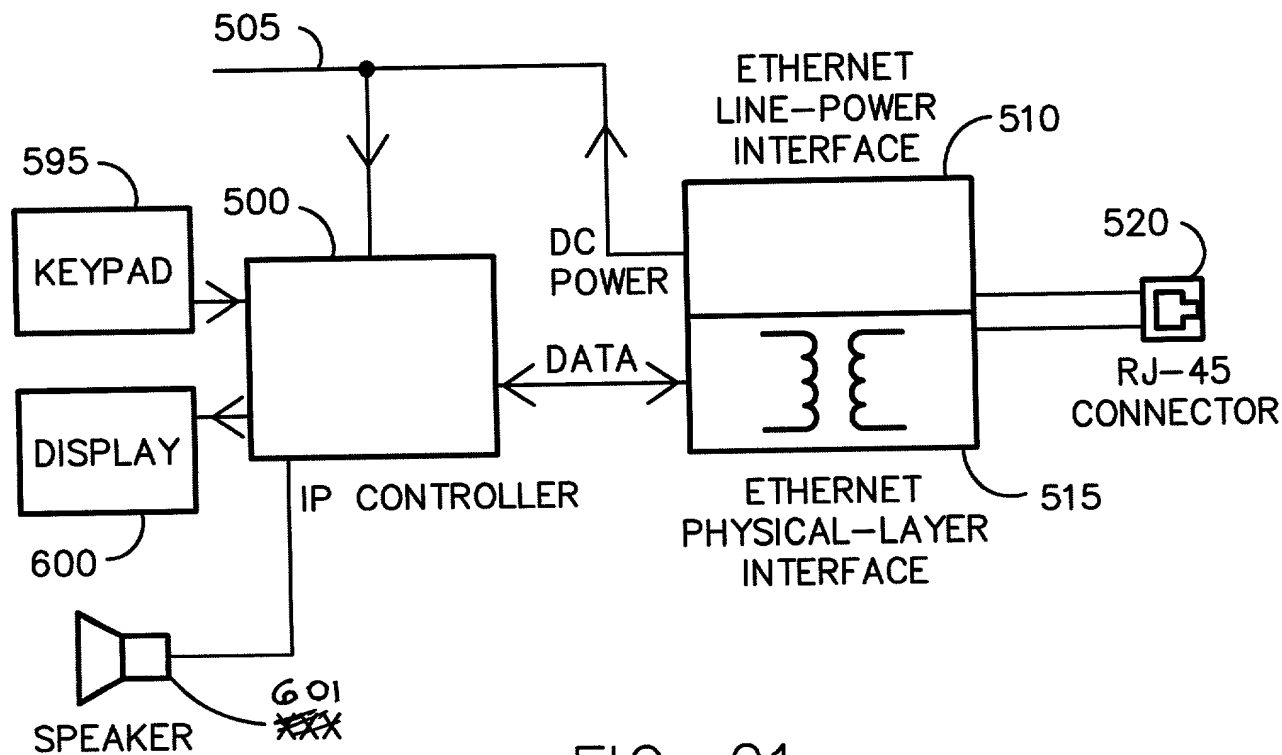 505
ETHERNET
LINE-POWER
INTERFACE
510
595
500
KEYPAD
DC
POWER
520
DATA
RJ-45
CONNECTOR
DISPLAY
IP CONTROLLER
ETHERNET
PHYSICAL-LAYER
INTERFACE
515
600
601
SPEAKER
FIG